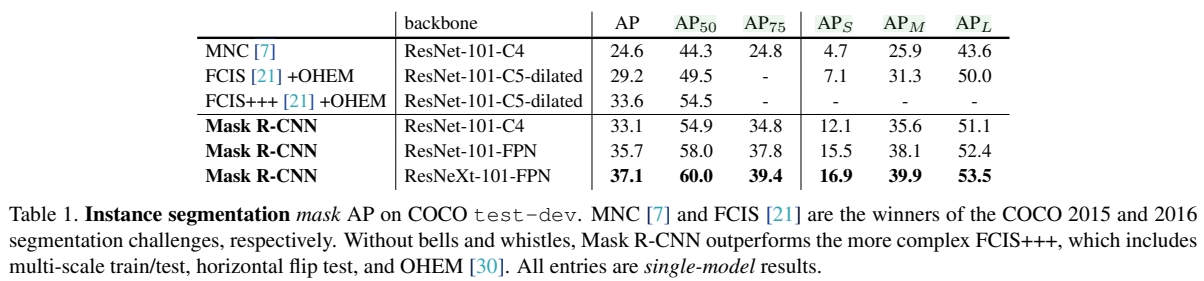 backbone AP AP50 AP75 APS APM APL
MNC [7] ResNet-101-C4 24.6 44.3 24.8 4.7 25.9 43.6
FCIS [21] +OHEM ResNet-101-C5-dilated 29.2 49.5 - 7.1 31.3 50.0
FCIS+++ [21] +OHEM ResNet-101-C5-dilated 33.6 54.5 - - - -
Mask R-CNN ResNet-101-C4 33.1 54.9 34.8 12.1 35.6 51.1
Mask R-CNN ResNet-101-FPN 35.7 58.0 37.8 15.5 38.1 52.4
Mask R-CNN ResNeXt-101-FPN 37.1 60.0 39.4 16.9 39.9 53.5
Table 1. Instance segmentation mask AP on COCO test-dev. MNC [7] and FCIS [21] are the winners of the COCO 2015 and 2016
segmentation challenges, respectively. Without bells and whistles, Mask R-CNN outperforms the more complex FCIS+++, which includes
multi-scale train/test, horizontal flip test, and OHEM [30]. All entries are single-model results.